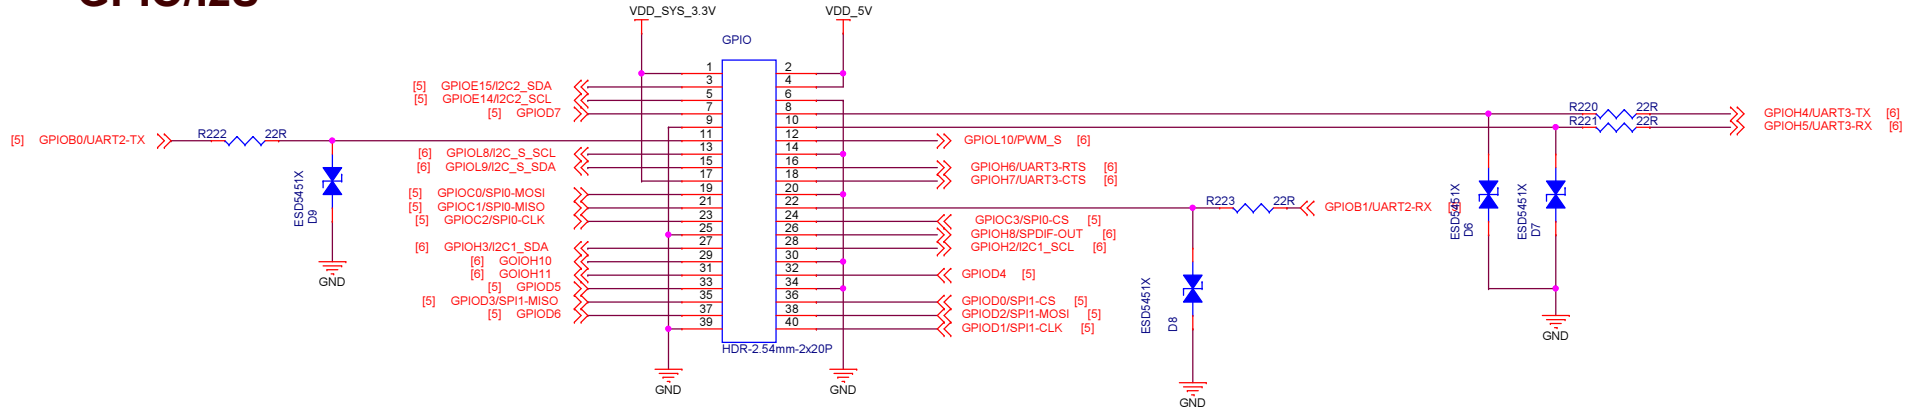 GPIO/I2C
VDD_SYS_3.3V VDD_5V
GPIO
1 2
3 4
[5] GPIOE15/I2C2_SDA 5 6
[5] GPIOE14/I2C2_SCL 7 8 R220 22R GPIOH4/UART3-TX [6]
[5] GPIOD7 9 10 R221 22R GPIOH5/UART3-RX [6]
[5] GPIOB0/UART2-TX R222 22R 11 12 GPIOL10/PWM_S [6]
[6] GPIOL8/I2C_S_SCL 13 14
[6] GPIOL9/I2C_S_SDA 15 16 GPIOH6/UART3-RTS [6]
17 18 GPIOH7/UART3-CTS [6]
[5] GPIOC0/SPI0-MOSI 19 20
[5] GPIOC1/SPI0-MISO 21 22 R223 22R GPIOB1/UART2-RX
[5] GPIOC2/SPI0-CLK 23 24 GPIOC3/SPI0-CS [5]
25 26 GPIOH8/SPDIF-OUT [6]
[6] GPIOH3/I2C1_SDA 27 28 GPIOH2/I2C1_SCL [6]
[6] GOIOH10 29 30
[6] GOIOH11 31 32 GPIOD4 [5]
[5] GPIOD5 33 34
[5] GPIOD3/SPI1-MISO 35 36 GPIOD0/SPI1-CS [5]
[5] GPIOD6 37 38 GPIOD2/SPI1-MOSI [5]
39 40 GPIOD1/SPI1-CLK [5]
HDR-2.54mm-2x20P
ESD5451X
D9
GND
GND
GND
ESD5451X
D8
GND
ESD5451X
D6
ESD5451X
D7
GND